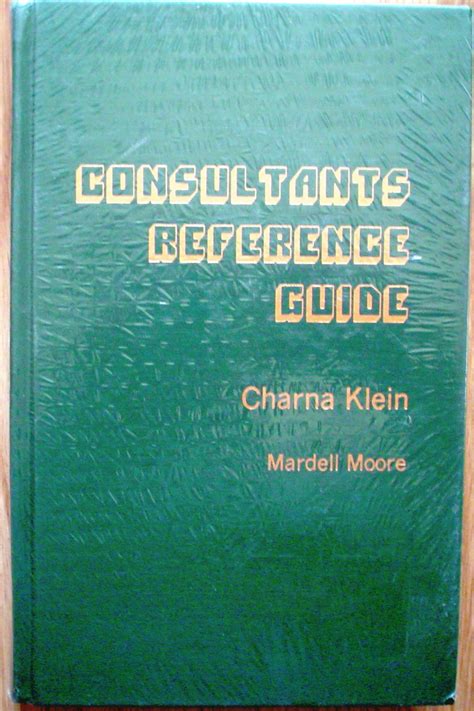 CONSULTANTS
REFERENCE
GUIDE
Charna Klein
Mardell Moore